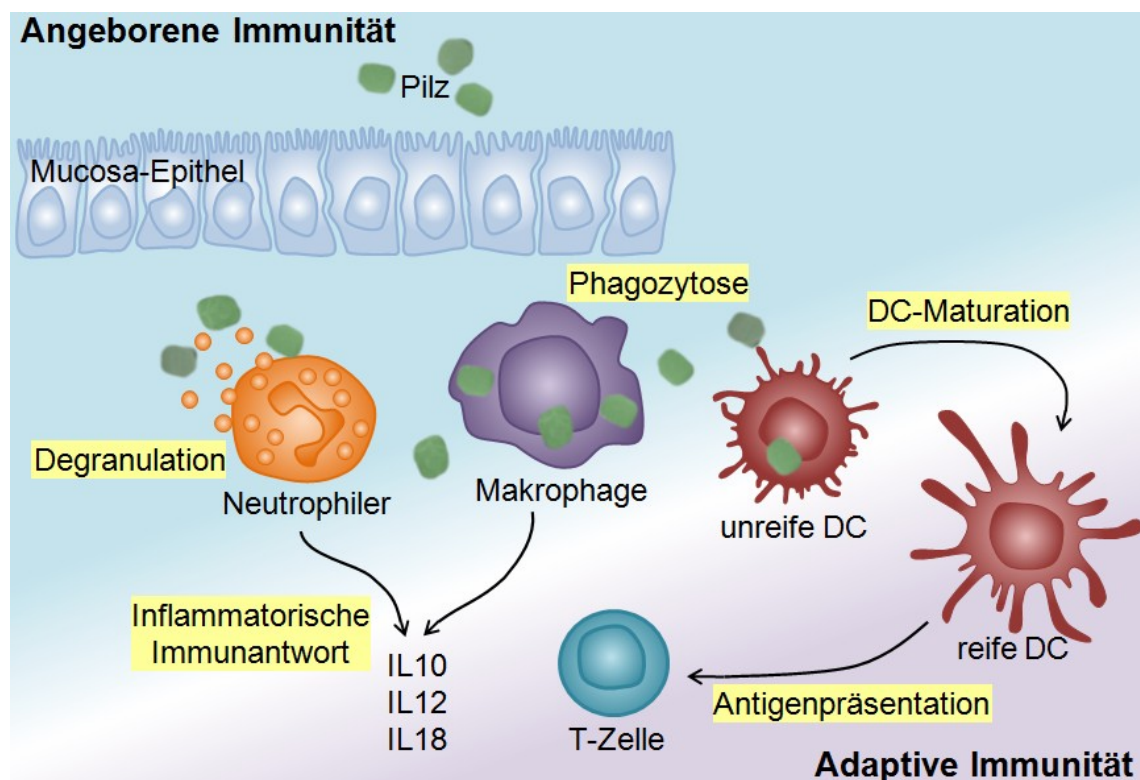 Angeborene Immunität
Pilz
Mucosa-Epithel
Phagozytose
DC-Maturation
Degranulation
Neutrophiler
Makrophage
unreife DC
Inflammatorische
Immunantwort
IL10
IL12
IL18
T-Zelle
reife DC
Antigenpräsentation
Adaptive Immunität